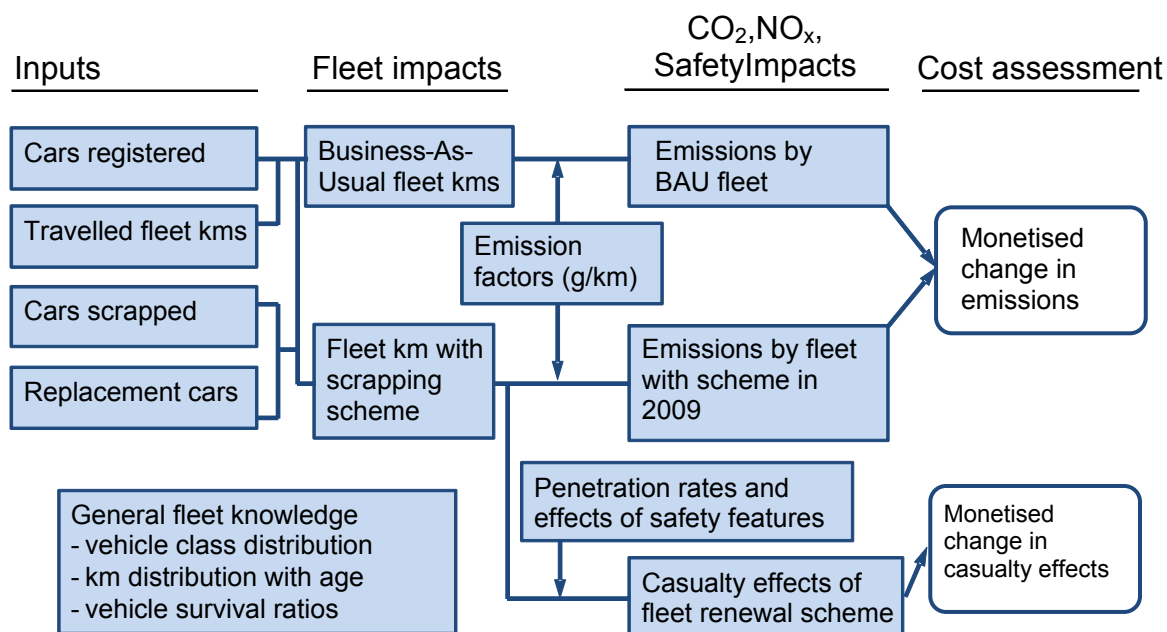 Inputs
Fleet impacts
CO₂,NOₓ,
SafetyImpacts
Cost assessment
Cars registered
Travelled fleet kms
Cars scrapped
Replacement cars
Business-As-
Usual fleet kms
Emission
factors (g/km)
Fleet km with
scrapping
scheme
Emissions by
BAU fleet
Emissions by fleet
with scheme in
2009
Monetised
change in
emissions
General fleet knowledge
- vehicle class distribution
- km distribution with age
- vehicle survival ratios
Penetration rates and
effects of safety features
Casualty effects of
fleet renewal scheme
Monetised
change in
casualty effects